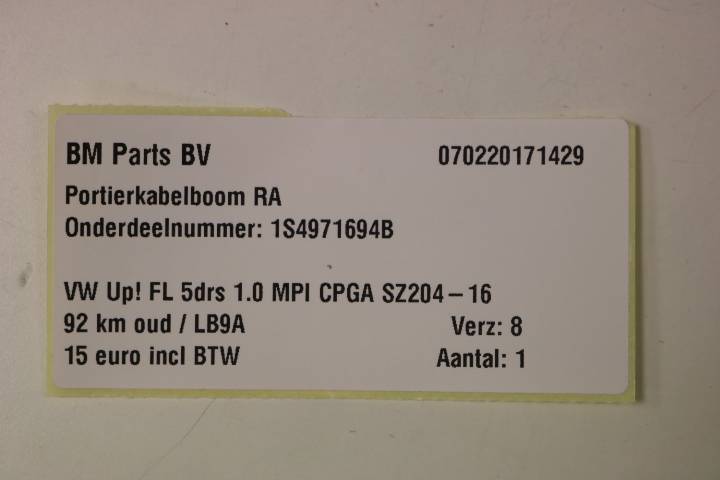 BM Parts BV 070220171429
Portierkabelboom RA
Onderdeelnummer: 1S4971694B
VW Up! FL 5drs 1.0 MPI CPGA SZ204 – 16
92 km oud / LB9A Verz: 8
15 euro incl BTW Aantal: 1